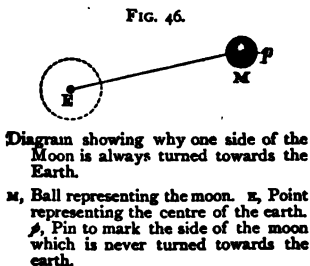 FIG. 46.
p
M
E
Diagram showing why one side of the
Moon is always turned towards the
Earth.
M, Ball representing the moon. E, Point
representing the centre of the earth.
p, Pin to mark the side of the moon
which is never turned towards the
earth.